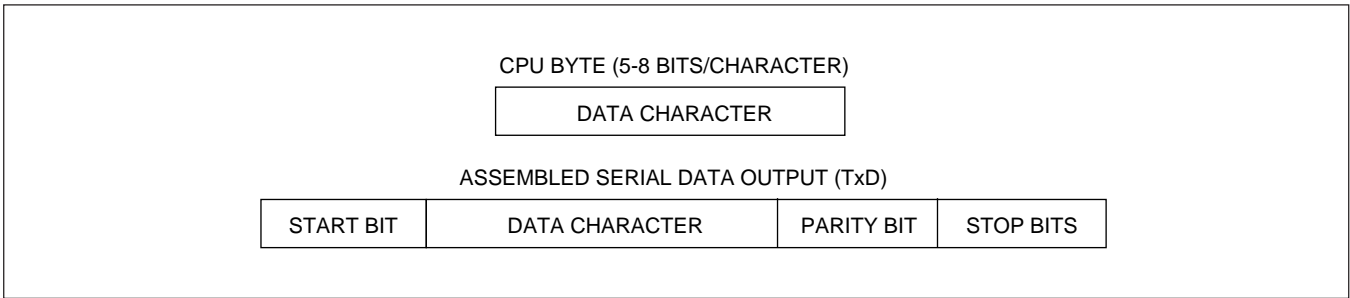 CPU BYTE (5-8 BITS/CHARACTER)
DATA CHARACTER
ASSEMBLED SERIAL DATA OUTPUT (TxD)
START BIT DATA CHARACTER PARITY BIT STOP BITS